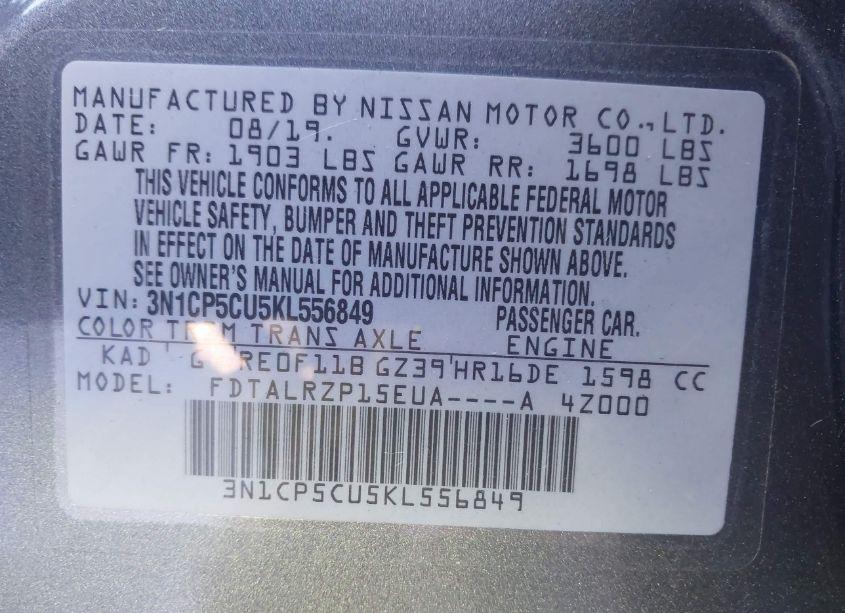 MANUFACTURED BY NISSAN MOTOR CO., LTD.
DATE: 08/19. GVWR: 3600 LBS
GAWR FR: 1903 LBS GAWR RR: 1698 LBS
THIS VEHICLE CONFORMS TO ALL APPLICABLE FEDERAL MOTOR
VEHICLE SAFETY, BUMPER AND THEFT PREVENTION STANDARDS
IN EFFECT ON THE DATE OF MANUFACTURE SHOWN ABOVE.
SEE OWNER'S MANUAL FOR ADDITIONAL INFORMATION.
VIN: 3N1CP5CU5KL556849 PASSENGER CAR.
COLOR TRIM TRANS AXLE ENGINE
KAD RE0F11B GZ39 HR16DE 1598 CC
MODEL: FDTALRZP15EUA----A 4Z000
3N1CP5CU5KL556849